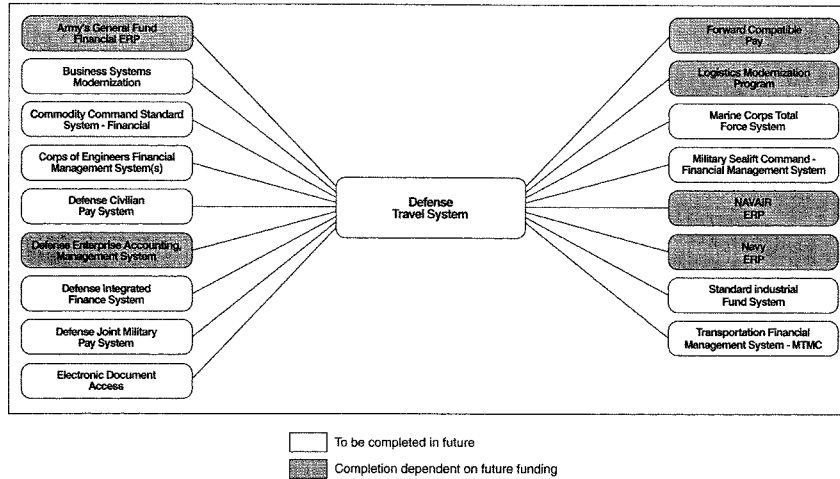 Army's General Fund
Financial ERP
Business Systems
Modernization
Commodity Command Standard
System - Financial
Corps of Engineers Financial
Management System(s)
Defense Civilian
Pay System
Defense Enterprise Accounting,
Management System
Defense Integrated
Finance System
Defense Joint Military
Pay System
Electronic Document
Access
Defense
Travel System
Forward Compatible
Pay
Logistics Modernization
Program
Marine Corps Total
Force System
Military Sealift Command -
Financial Management System
NAVAIR
ERP
Navy
ERP
Standard industrial
Fund System
Transportation Financial
Management System - MTMC
To be completed in future
Completion dependent on future funding